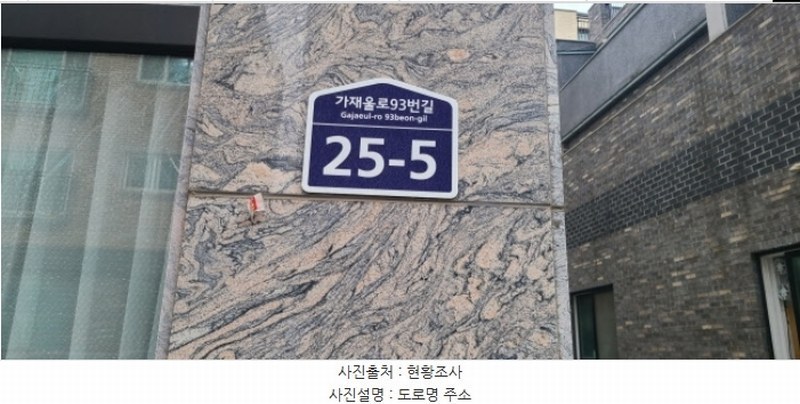 가재울로93번길
Gajaeul-ro 93beon-gil
25-5
사진출처 : 현황조사
사진설명 : 도로명 주소